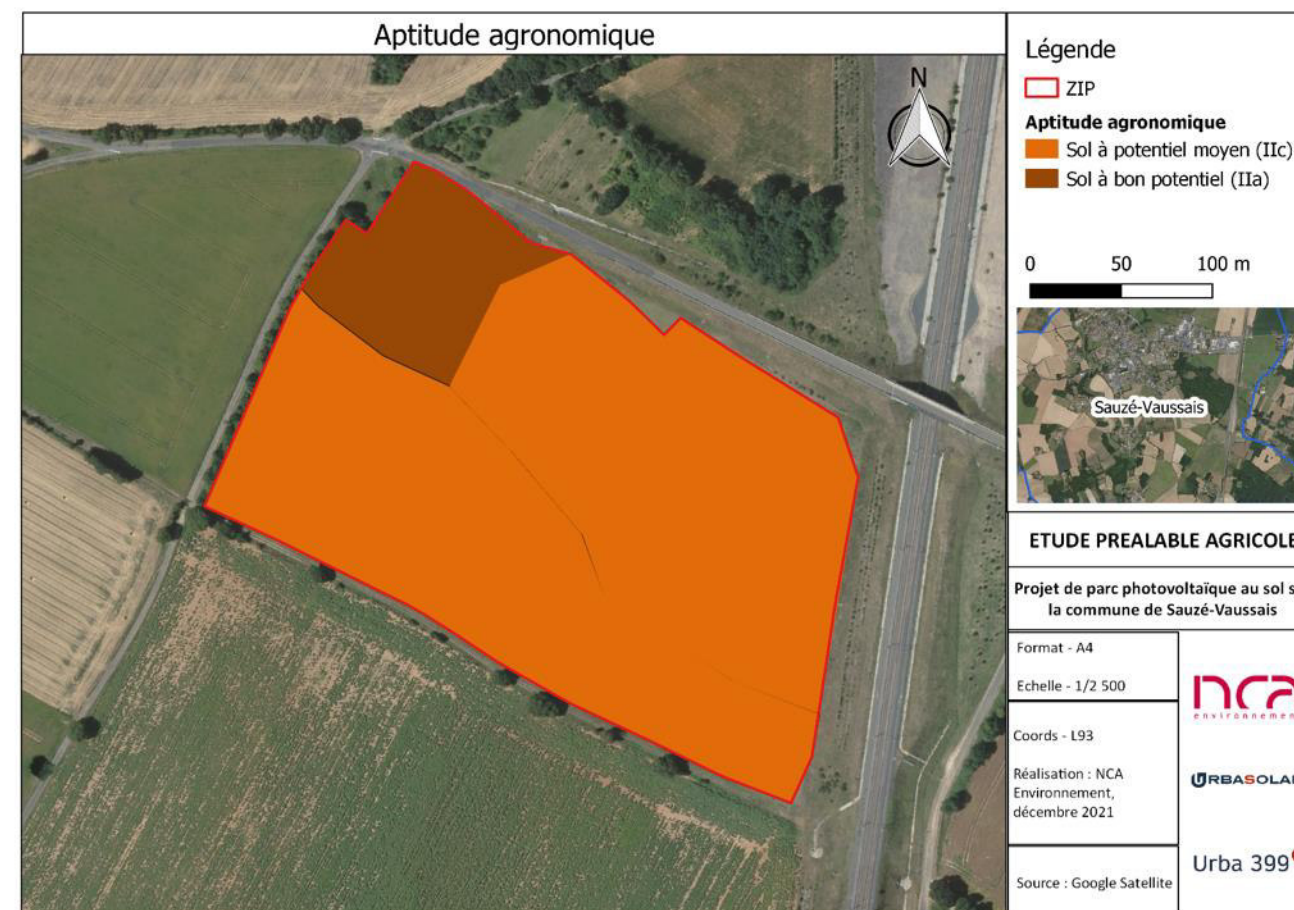 Aptitude agronomique
N
Légende
ZIP
Aptitude agronomique
Sol à potentiel moyen (IIc)
Sol à bon potentiel (IIa)
0 50 100 m
Sauzé-Vaussais
ETUDE PREALABLE AGRICOLE
Projet de parc photovoltaïque au sol s
la commune de Sauzé-Vaussais
Format - A4
Echelle - 1/2 500
Coords - L93
Réalisation : NCA
Environnement,
décembre 2021
Source : Google Satellite
nca
environnemen
URBASOLAR
Urba 399